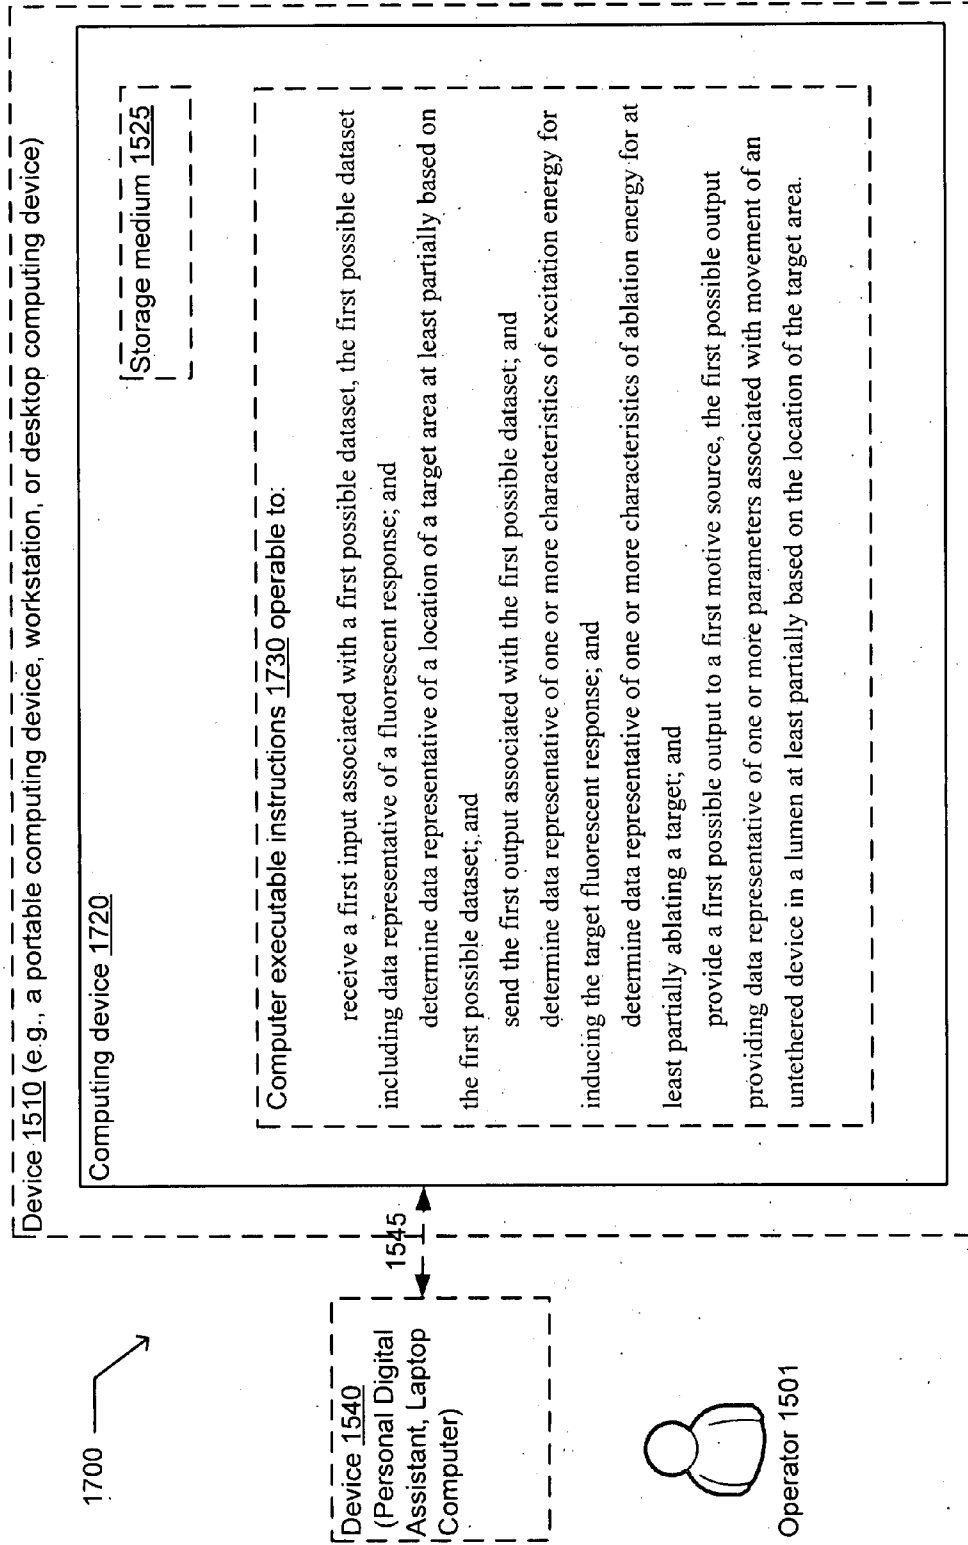 1700
Device 1510 (e.g., a portable computing device, workstation, or desktop computing device)
Computing device 1720
Storage medium 1525
Computer executable instructions 1730 operable to:
receive a first input associated with a first possible dataset, the first possible dataset
including data representative of a fluorescent response; and
determine data representative of a location of a target area at least partially based on
the first possible dataset; and
send the first output associated with the first possible dataset; and
determine data representative of one or more characteristics of excitation energy for
inducing the target fluorescent response; and
determine data representative of one or more characteristics of ablation energy for at
least partially ablating a target; and
provide a first possible output to a first motive source, the first possible output
providing data representative of one or more parameters associated with movement of an
untethered device in a lumen at least partially based on the location of the target area.
1545
Device 1540
(Personal Digital
Assistant, Laptop
Computer)
Operator 1501